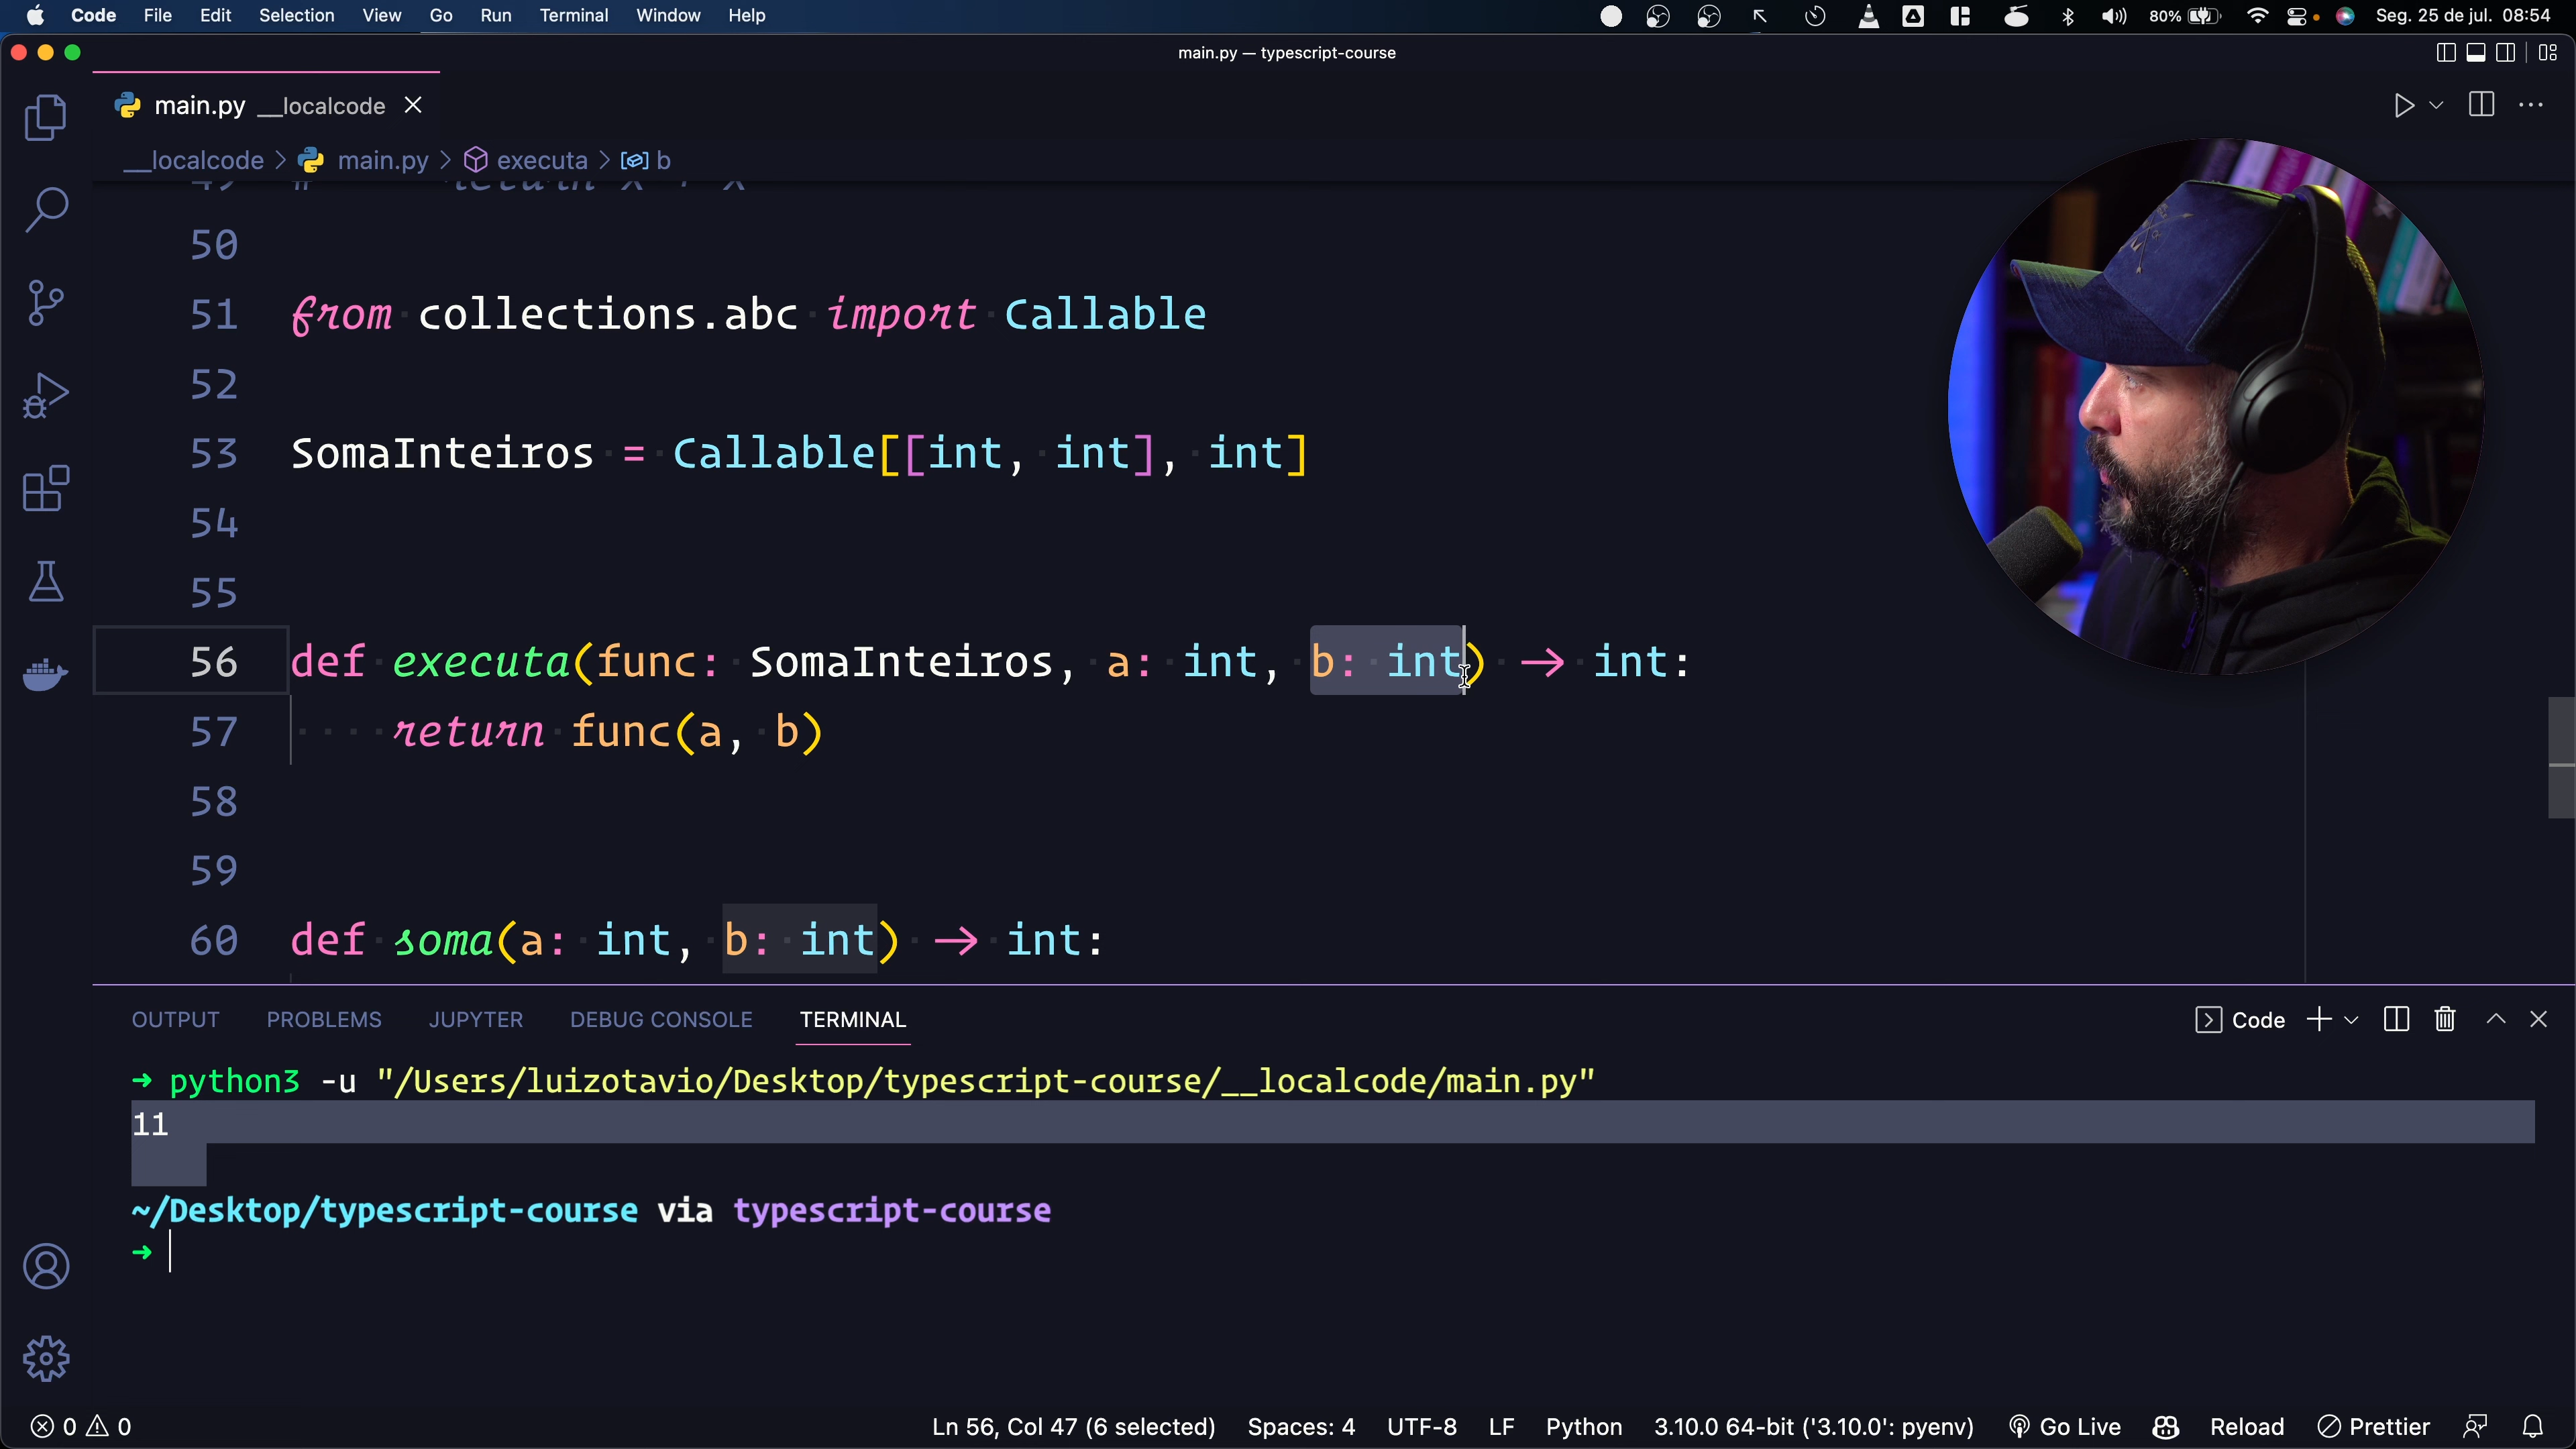 Code File Edit Selection View Go Run Terminal Window Help 80% Seg. 25 de jul. 08:54
main.py — typescript-course
main.py __localcode
__localcode > main.py > executa > b
50
51 from collections.abc import Callable
52
53 SomaInteiros = Callable[[int, int], int]
54
55
56 def executa(func: SomaInteiros, a: int, b: int) -> int:
57 return func(a, b)
58
59
60 def soma(a: int, b: int) -> int:
OUTPUT PROBLEMS JUPYTER DEBUG CONSOLE TERMINAL Code
➜ python3 -u "/Users/luizotavio/Desktop/typescript-course/__localcode/main.py"
11
~/Desktop/typescript-course via typescript-course
➜
0 0 Ln 56, Col 47 (6 selected) Spaces: 4 UTF-8 LF Python 3.10.0 64-bit ('3.10.0': pyenv) Go Live Reload Prettier